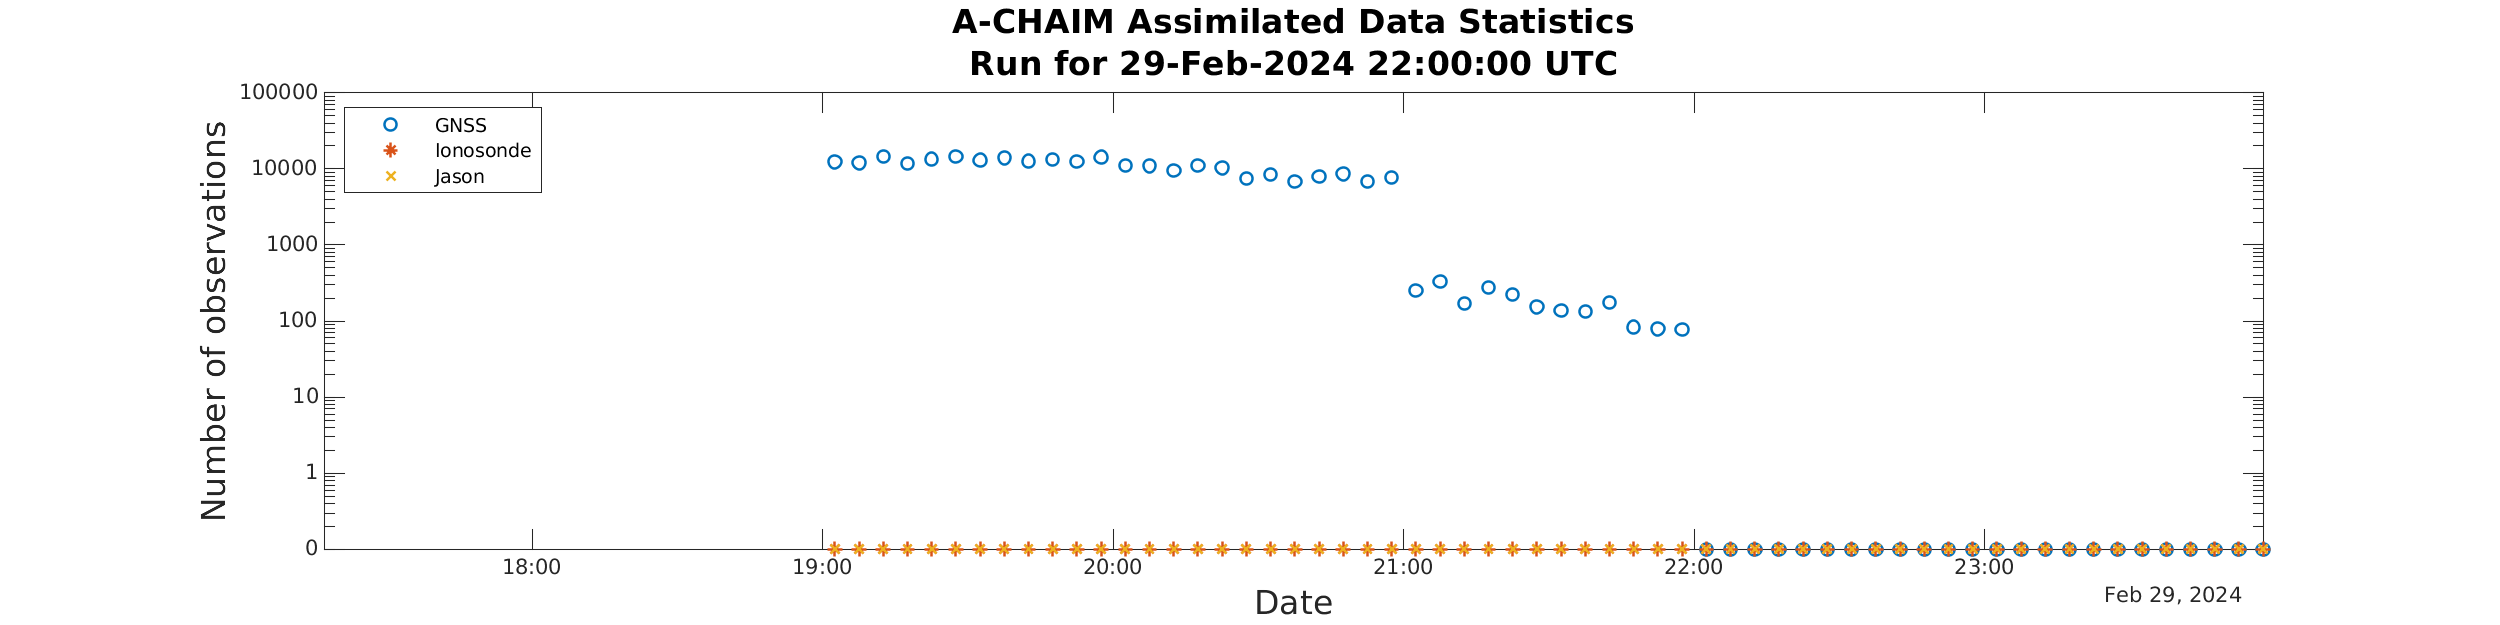 A-CHAIM Assimilated Data Statistics
Run for 29-Feb-2024 22:00:00 UTC
100000
10000
1000
100
10
1
0
Number of observations
GNSS
Ionosonde
Jason
18:00 19:00 20:00 21:00 22:00 23:00
Date
Feb 29, 2024